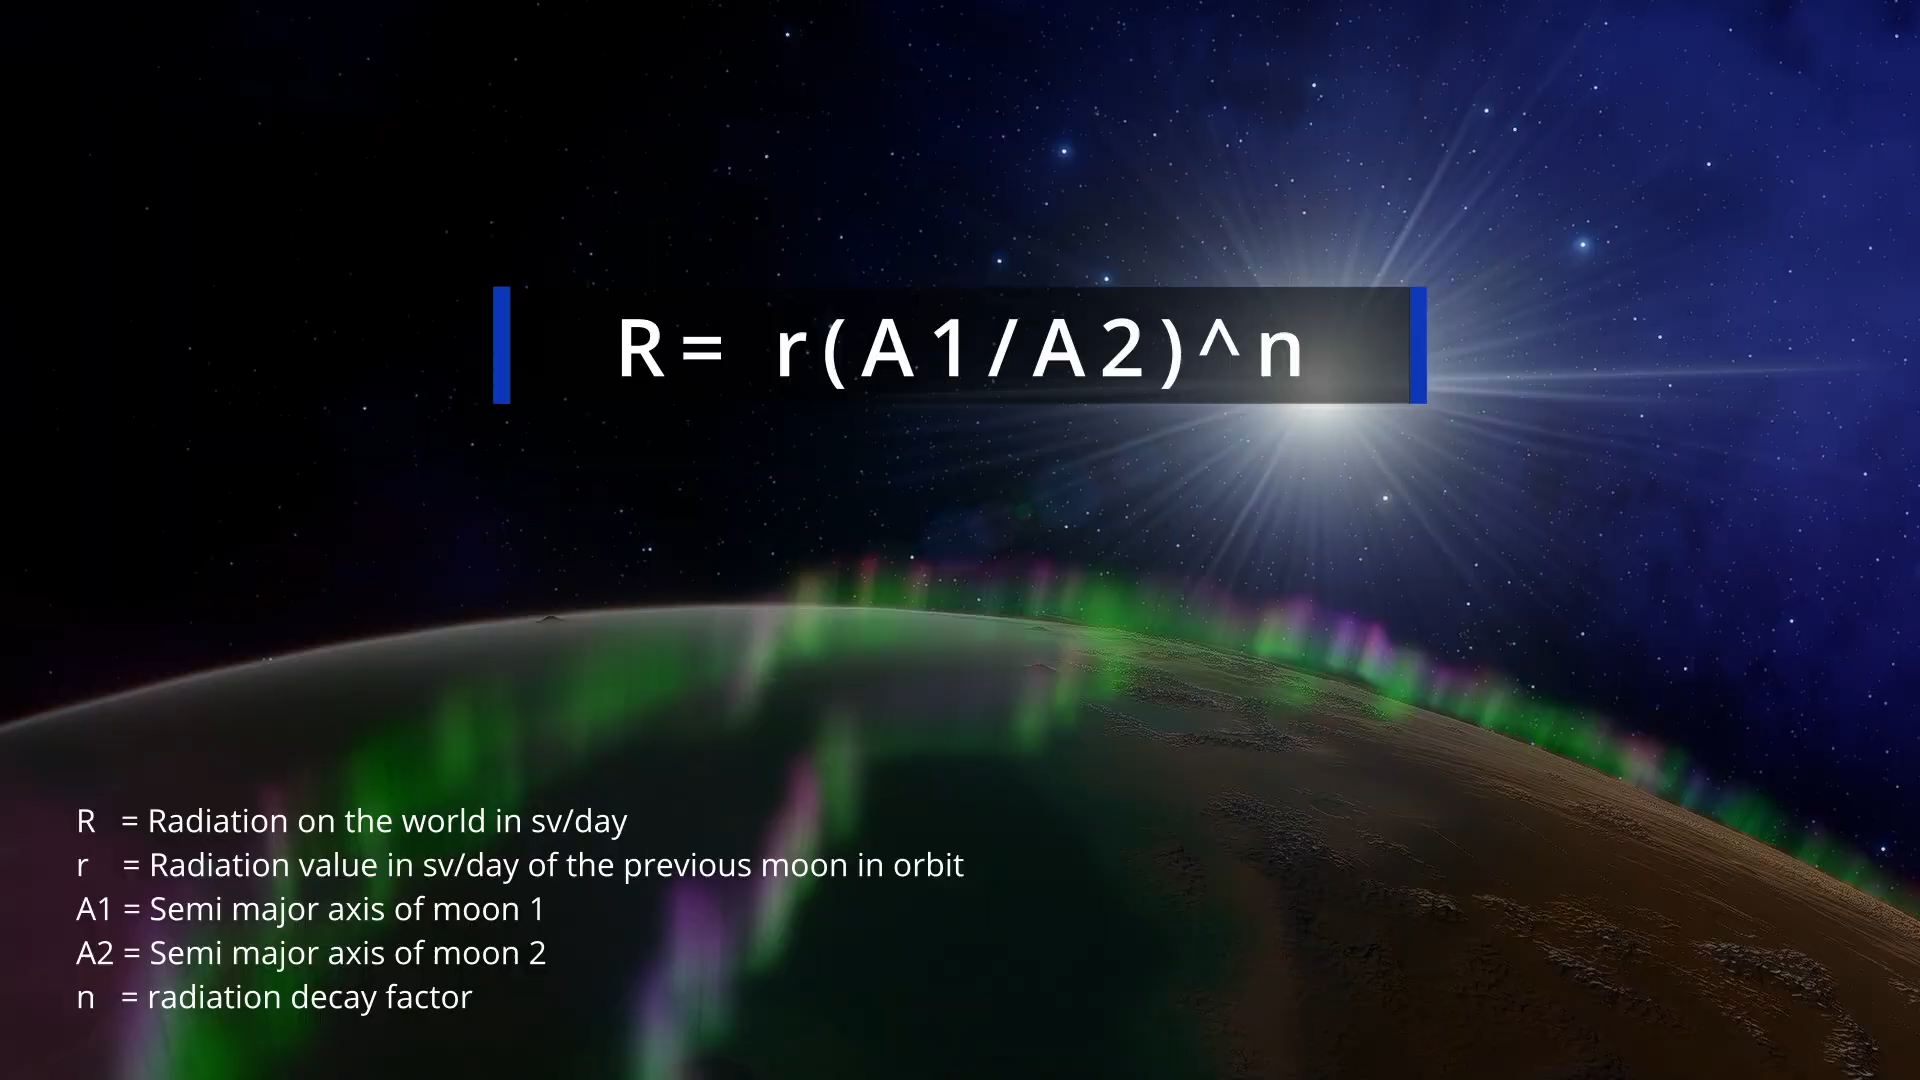 R= r(A1/A2)^n
R = Radiation on the world in sv/day
r = Radiation value in sv/day of the previous moon in orbit
A1 = Semi major axis of moon 1
A2 = Semi major axis of moon 2
n = radiation decay factor